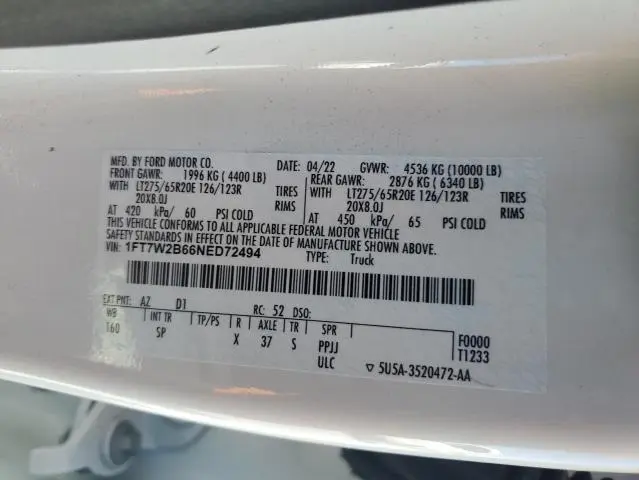 MFD. BY FORD MOTOR CO. DATE: 04/22 GVWR: 4536 KG (10000 LB)
FRONT GAWR: 1996 KG ( 4400 LB) REAR GAWR: 2876 KG ( 6340 LB)
WITH LT275/65R20E 126/123R TIRES WITH LT275/65R20E 126/123R TIRES
20X8.0J RIMS 20X8.0J RIMS
AT 420 kPa/ 60 PSI COLD AT 450 kPa/ 65 PSI COLD
THIS VEHICLE CONFORMS TO ALL APPLICABLE FEDERAL MOTOR VEHICLE
SAFETY STANDARDS IN EFFECT ON THE DATE OF MANUFACTURE SHOWN ABOVE.
VIN: 1FT7W2B66NED72494 TYPE: Truck
EXT PNT: AZ D1 RC: 52 DSO:
WB INT TR TP/PS R AXLE TR SPR
160 SP X 37 S PPJJ
ULC
F0000
T1233
▽ 5U5A-3520472-AA